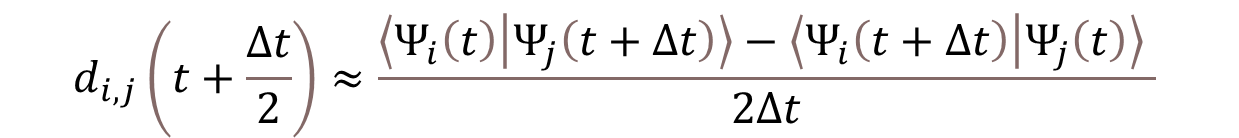 d_{i,j}(t + Δt/2) ≈ (⟨Ψ_i(t)|Ψ_j(t + Δt)⟩ − ⟨Ψ_i(t + Δt)|Ψ_j(t)⟩)/(2Δt)